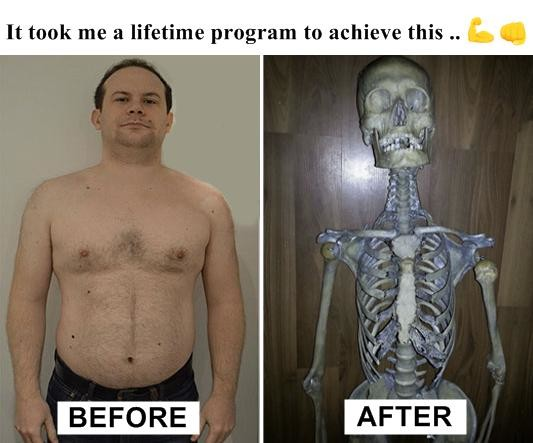 It took me a lifetime program to achieve this .. 💪 👊
BEFORE
AFTER